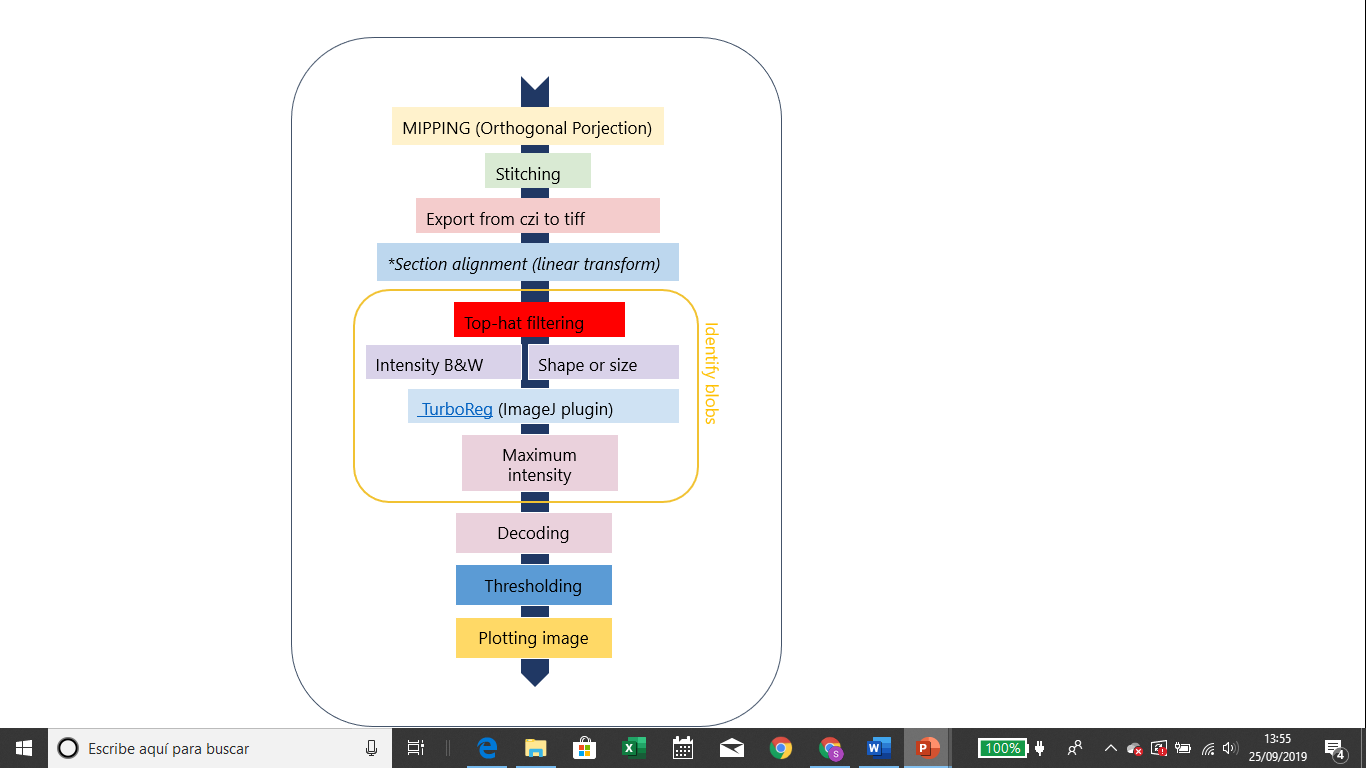 MIPPING (Orthogonal Porjection)
Stitching
Export from czi to tiff
*Section alignment (linear transform)
Top-hat filtering
Intensity B&W
Shape or size
TurboReg (ImageJ plugin)
Maximum
intensity
Identify blobs
Decoding
Thresholding
Plotting image
Escribe aquí para buscar
100%
13:55
25/09/2019
4
S
W
P
X